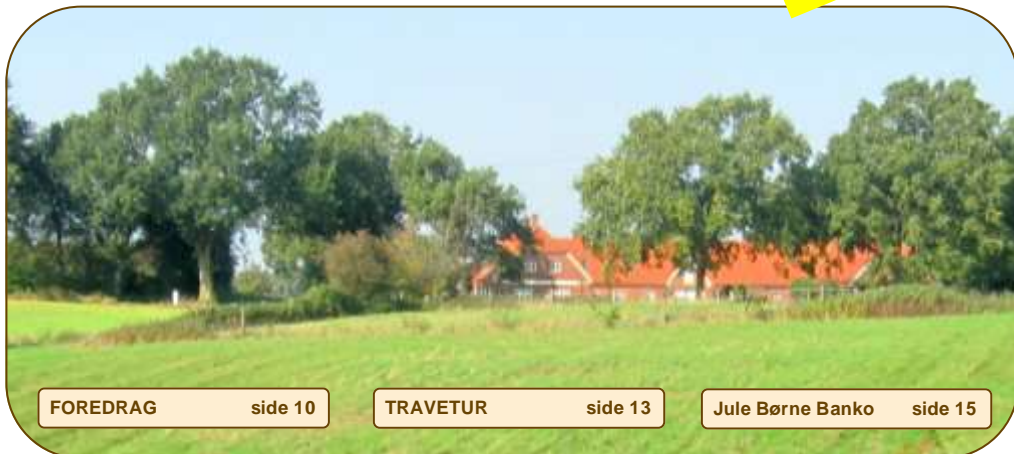 FOREDRAG side 10
TRAVETUR side 13
Jule Børne Banko side 15